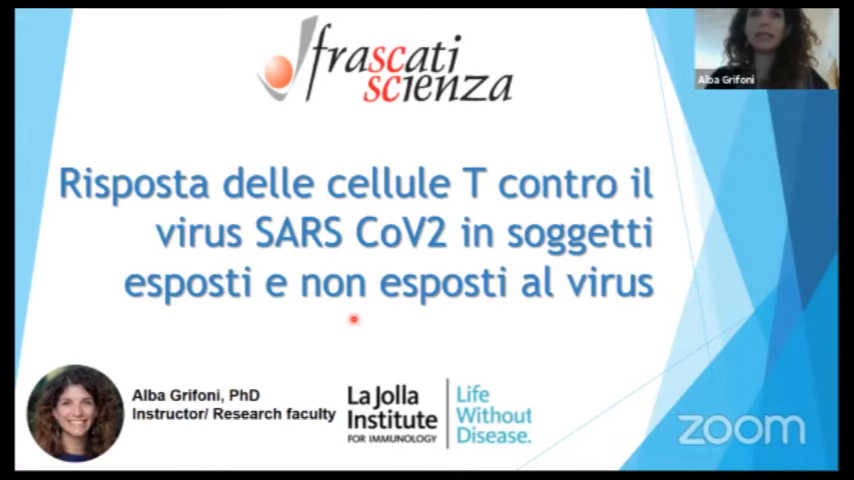 frascati
scienza
Alba Grifoni
Risposta delle cellule T contro il
virus SARS CoV2 in soggetti
esposti e non esposti al virus
Alba Grifoni, PhD
Instructor/ Research faculty
La Jolla
Institute
FOR IMMUNOLOGY
Life
Without
Disease.
zoom